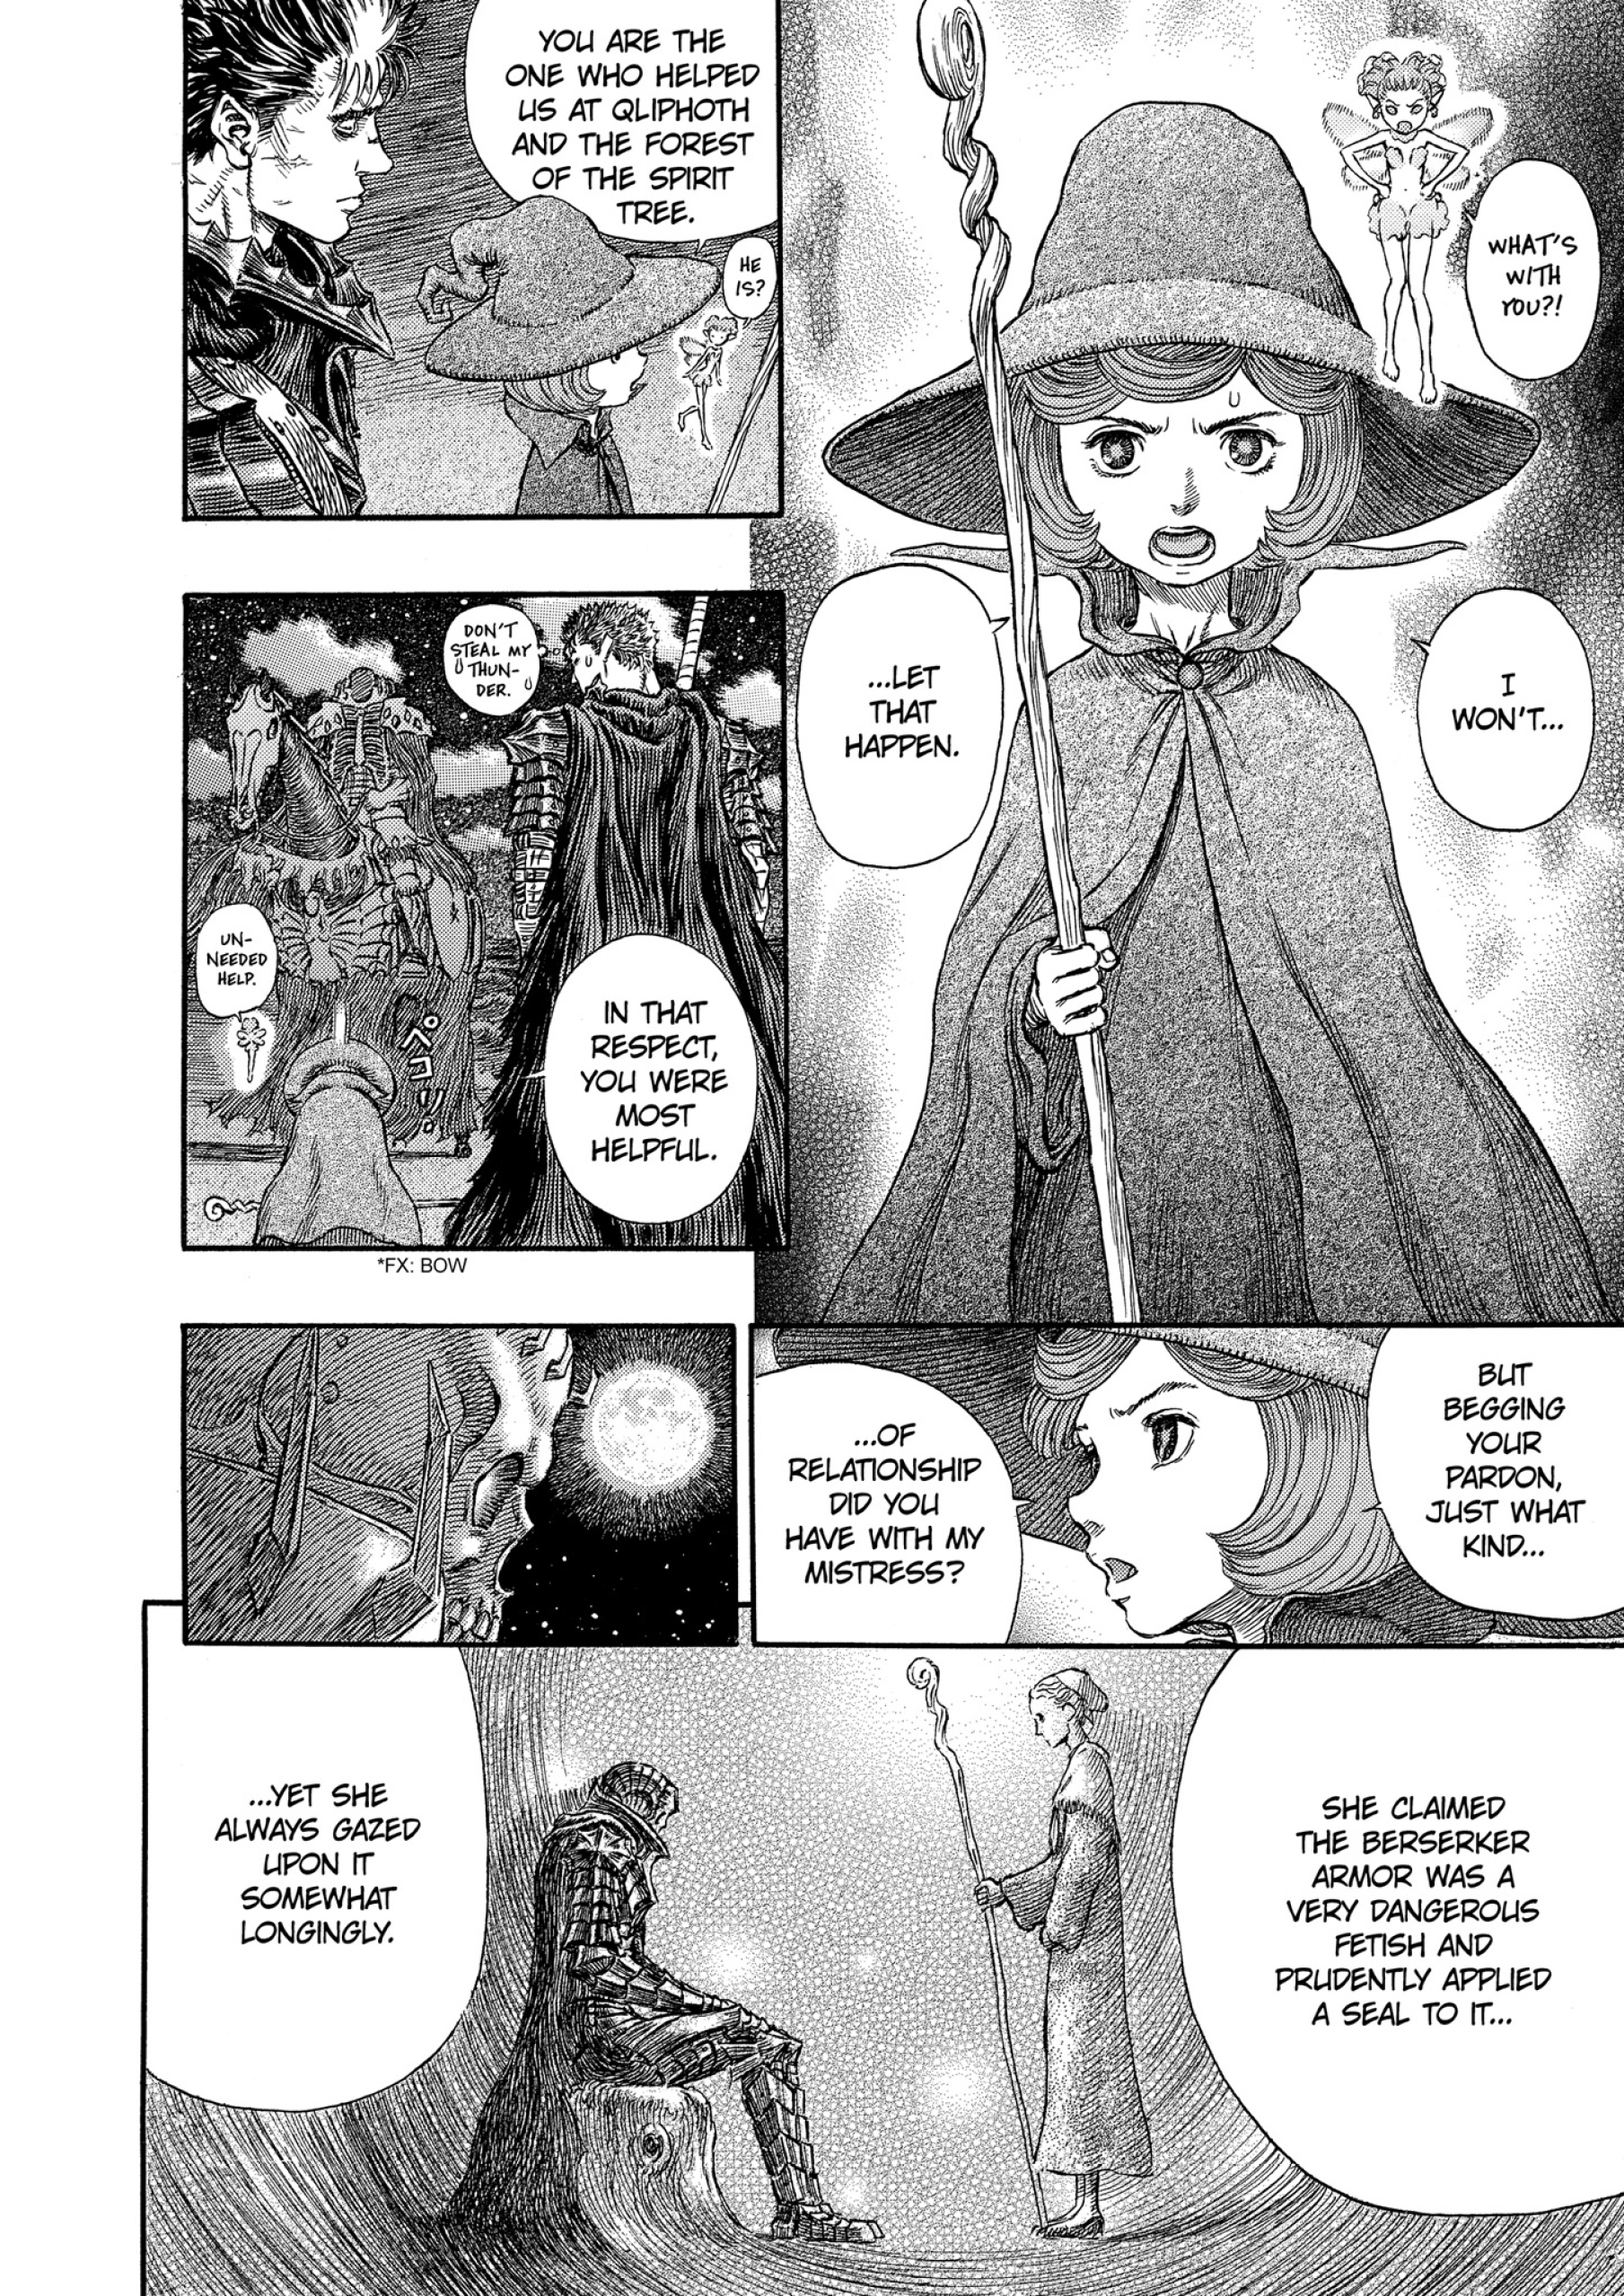 WHAT'S
WITH
YOU?!
I
WON'T...
...LET
THAT
HAPPEN.
YOU ARE THE
ONE WHO HELPED
US AT QLIPHOTH
AND THE FOREST
OF THE SPIRIT
TREE.
HE
IS?
DON'T
STEAL MY
THUN-
DER.
UN-
NEEDED
HELP.
ペコリ
IN THAT
RESPECT,
YOU WERE
MOST
HELPFUL.
*FX: BOW
BUT
BEGGING
YOUR
PARDON,
JUST WHAT
KIND...
...OF
RELATIONSHIP
DID YOU
HAVE WITH MY
MISTRESS?
SHE CLAIMED
THE BERSERKER
ARMOR WAS A
VERY DANGEROUS
FETISH AND
PRUDENTLY APPLIED
A SEAL TO IT...
...YET SHE
ALWAYS GAZED
UPON IT
SOMEWHAT
LONGINGLY.